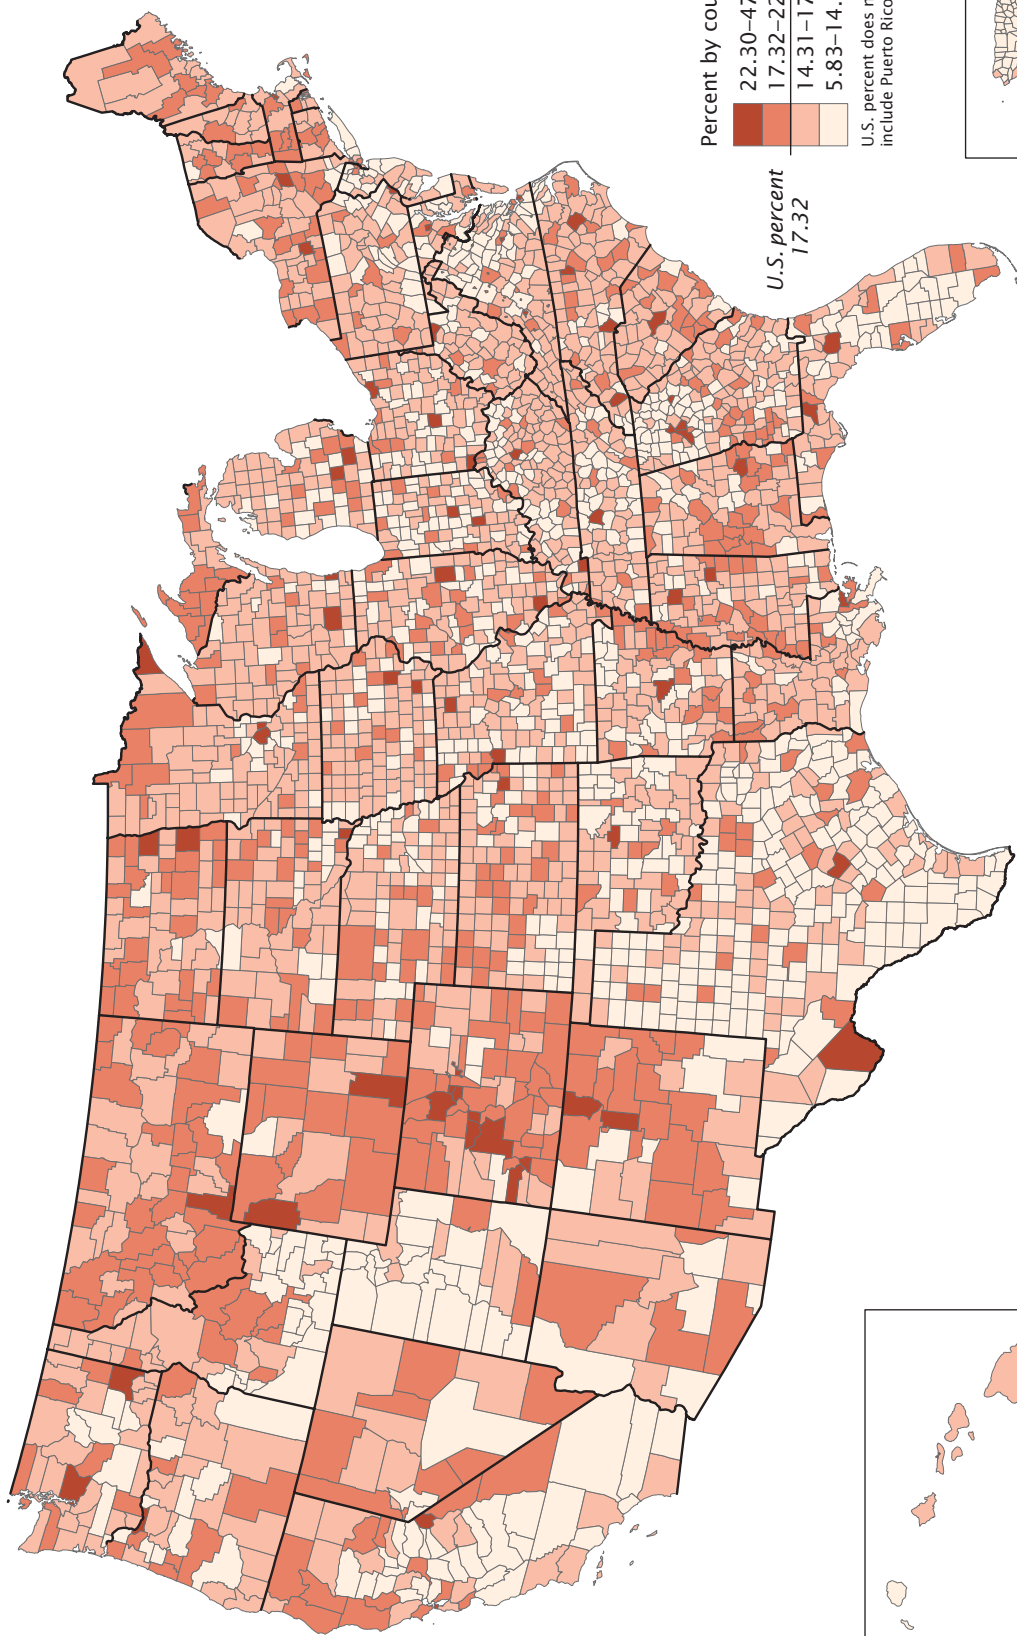 Percent by cou
22.30–47
17.32–22
14.31–17
5.83–14.
U.S. percent does n
include Puerto Rico
U.S. percent
17.32